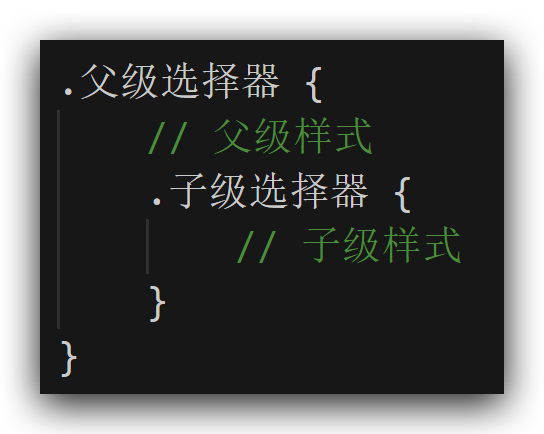 .父级选择器 {
// 父级样式
.子级选择器 {
// 子级样式
}
}